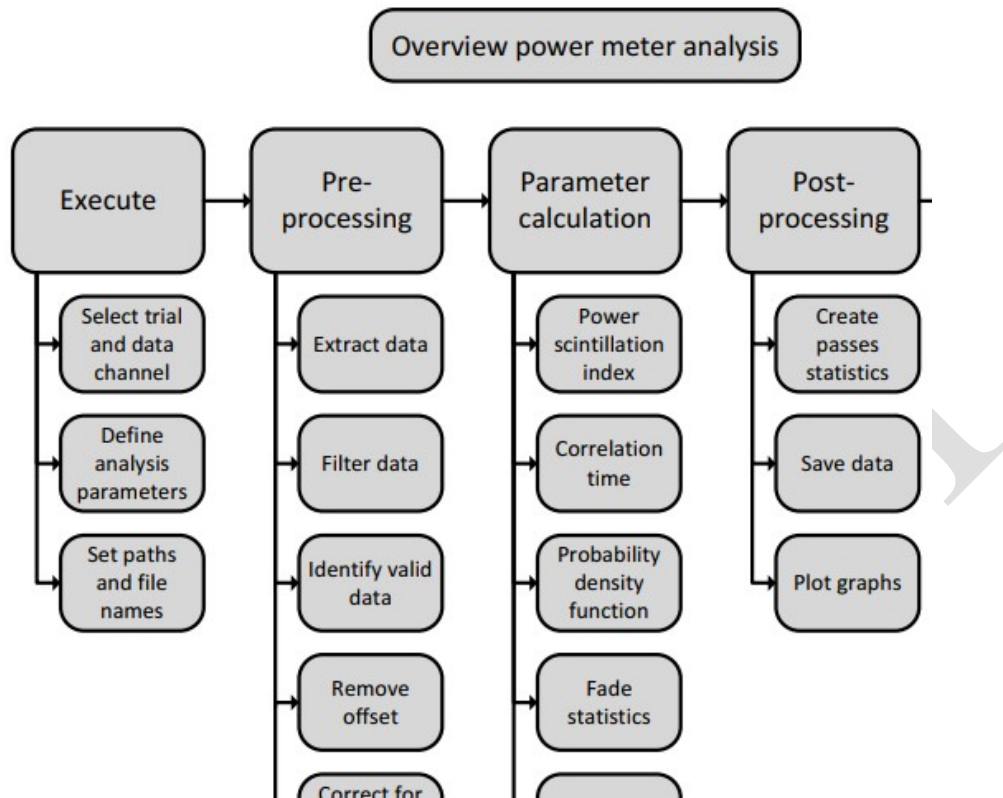 Overview power meter analysis
Execute
Pre-
processing
Parameter
calculation
Post-
processing
Select trial
and data
channel
Define
analysis
parameters
Set paths
and file
names
Extract data
Filter data
Identify valid
data
Remove
offset
Correct for
Power
scintillation
index
Correlation
time
Probability
density
function
Fade
statistics
Create
passes
statistics
Save data
Plot graphs